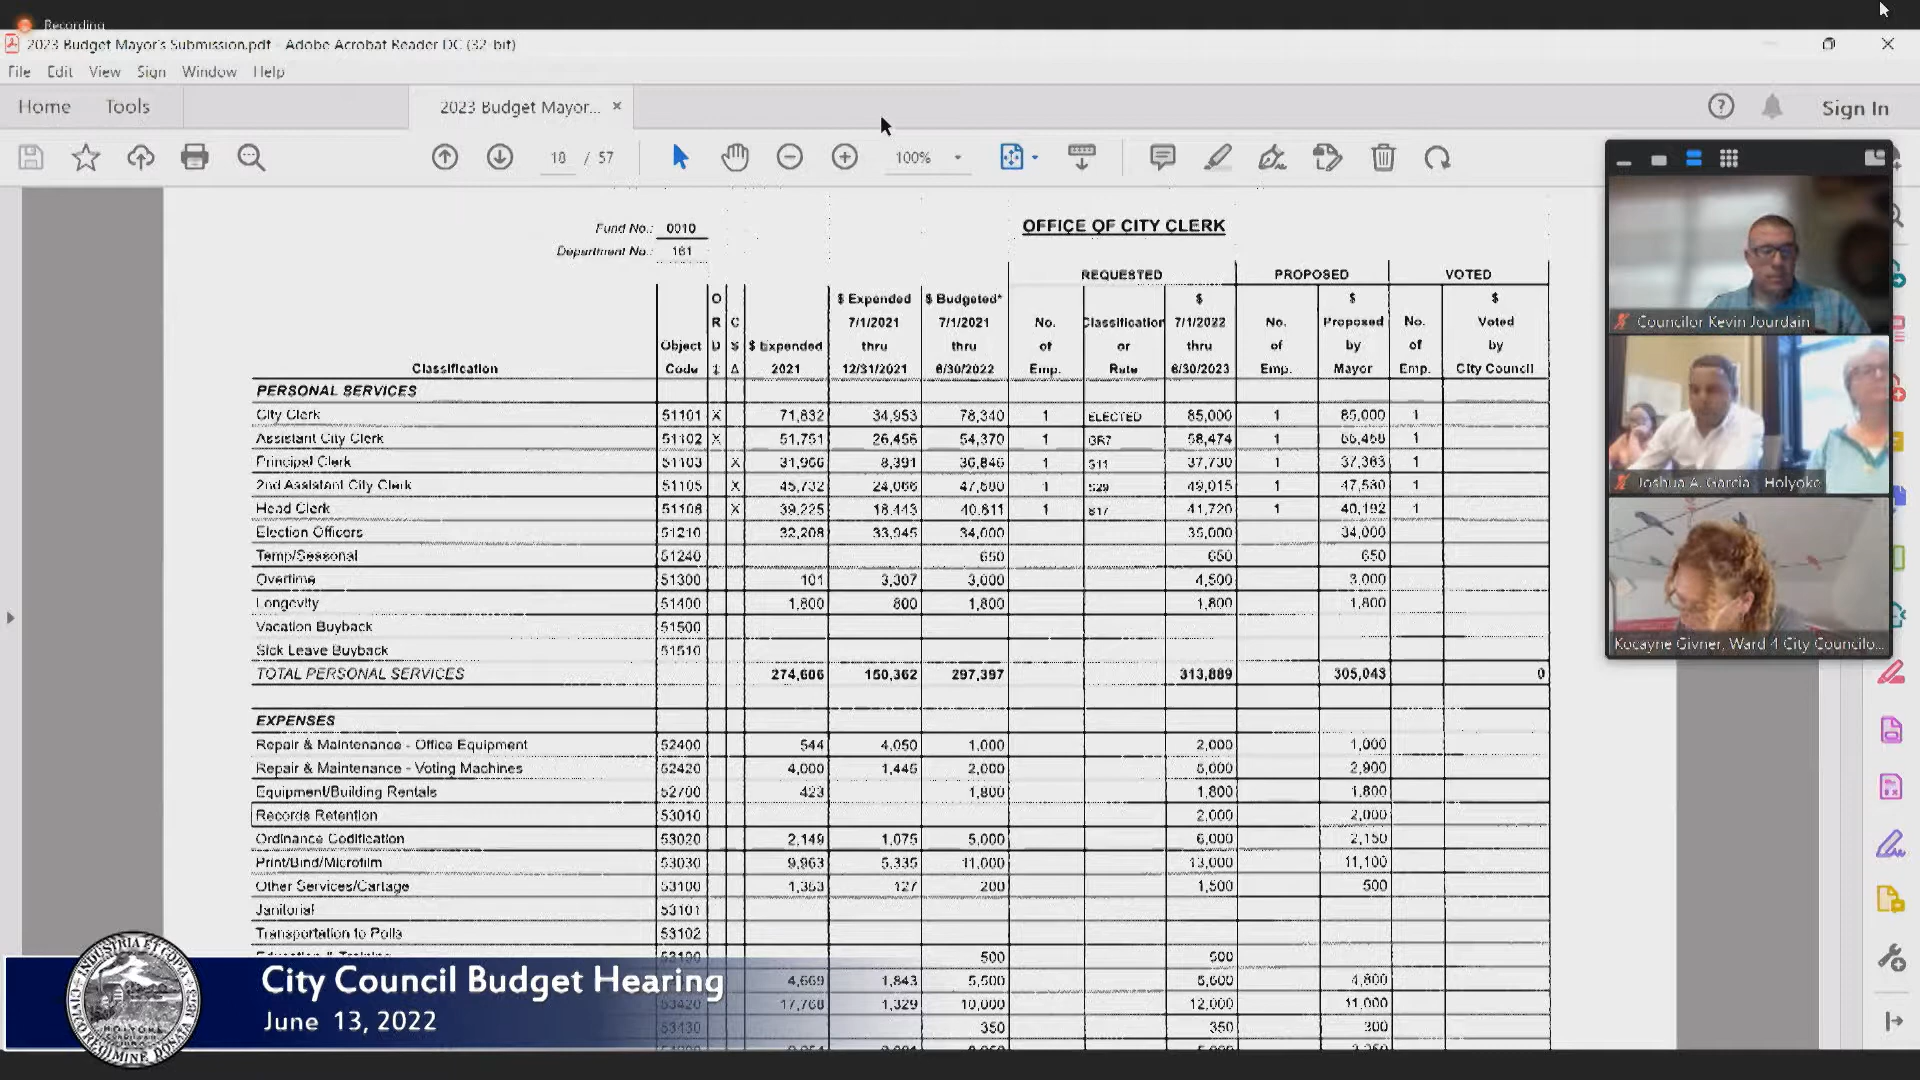 Recording
2023 Budget Mayor's Submission.pdf - Adobe Acrobat Reader DC (32-bit)
File Edit View Sign Window Help
Home Tools 2023 Budget Mayor... × Sign In
/ 57 100%
Fund No.: 0010
Department No.: 161
OFFICE OF CITY CLERK
REQUESTED PROPOSED VOTED
O $ Expended $ Budgeted* $ $ $
R C 7/1/2021 7/1/2021 No. Classification 7/1/2022 No. Proposed No. Voted
Object D S $ Expended thru thru of or thru of by of by
Classification Code A 2021 12/31/2021 6/30/2022 Emp. Rate 6/30/2023 Emp. Mayor Emp. City Council
PERSONAL SERVICES
City Clerk 51101 X 71,832 34,953 78,340 1 ELECTED 85,000 1 85,000 1
Assistant City Clerk 51102 X 51,751 26,456 54,370 1 GR7 58,474 1 1
Principal Clerk 51103 X 31,966 8,391 36,846 1 S11 37,730 1 37,363 1
2nd Assistant City Clerk 51105 X 45,732 24,066 1 S29 49,015 1 1
Head Clerk 51108 X 39,225 18,443 40,811 1 S17 41,720 1 40,192 1
Election Officers 51210 32,208 33,945 34,000 35,000 34,000
Temp/Seasonal 51240 650 650 650
Overtime 51300 101 3,307 3,000 4,500 3,000
Longevity 51400 1,800 800 1,800 1,800 1,800
Vacation Buyback 51500
Sick Leave Buyback 51510
TOTAL PERSONAL SERVICES 274,606 150,362 297,397 313,889 305,043 0
EXPENSES
Repair & Maintenance - Office Equipment 52400 544 4,050 1,000 2,000 1,000
Repair & Maintenance - Voting Machines 52420 4,000 1,445 2,000 5,000 2,900
Equipment/Building Rentals 52700 423 1,800 1,800 1,800
Records Retention 53010 2,000 2,000
Ordinance Codification 53020 2,149 1,075 5,000 6,000 2,150
Print/Bind/Microfilm 53030 9,963 5,335 11,000 13,000 11,100
Other Services/Cartage 53100 1,353 127 200 1,500 500
Janitorial 53101
Transportation to Polls 53102
500 500
4,669 1,843 5,500 5,600 4,800
53420 17,768 1,329 10,000 12,000 11,000
53430 350 350 300
Councilor Kevin Jourdain
Joshua A. Garcia - Holyoke
Kocayne Givner, Ward 4 City Councilo...
City Council Budget Hearing
June 13, 2022